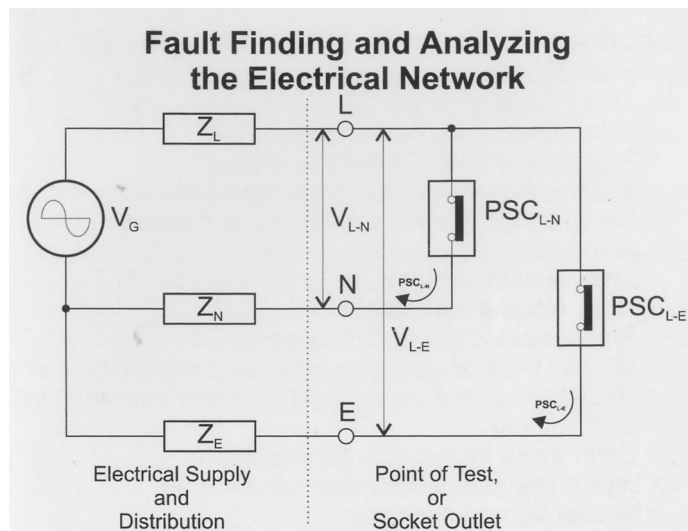 Fault Finding and Analyzing
the Electrical Network
L
Z_L
V_G
V_L-N
PSC_L-N
PSC_L-N
N
Z_N
PSC_L-E
V_L-E
PSC_L-E
E
Z_E
Electrical Supply
and
Distribution
Point of Test,
or
Socket Outlet